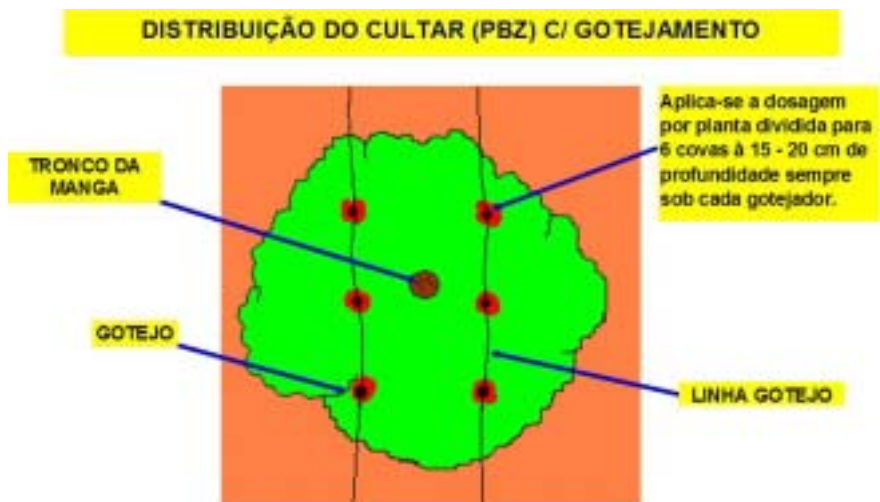 DISTRIBUIÇÃO DO CULTAR (PBZ) C/ GOTEJAMENTO
Aplica-se a dosagem
por planta dividida para
6 covas à 15 - 20 cm de
profundidade sempre
sob cada gotejador.
TRONCO DA
MANGA
GOTEJO
LINHA GOTEJO